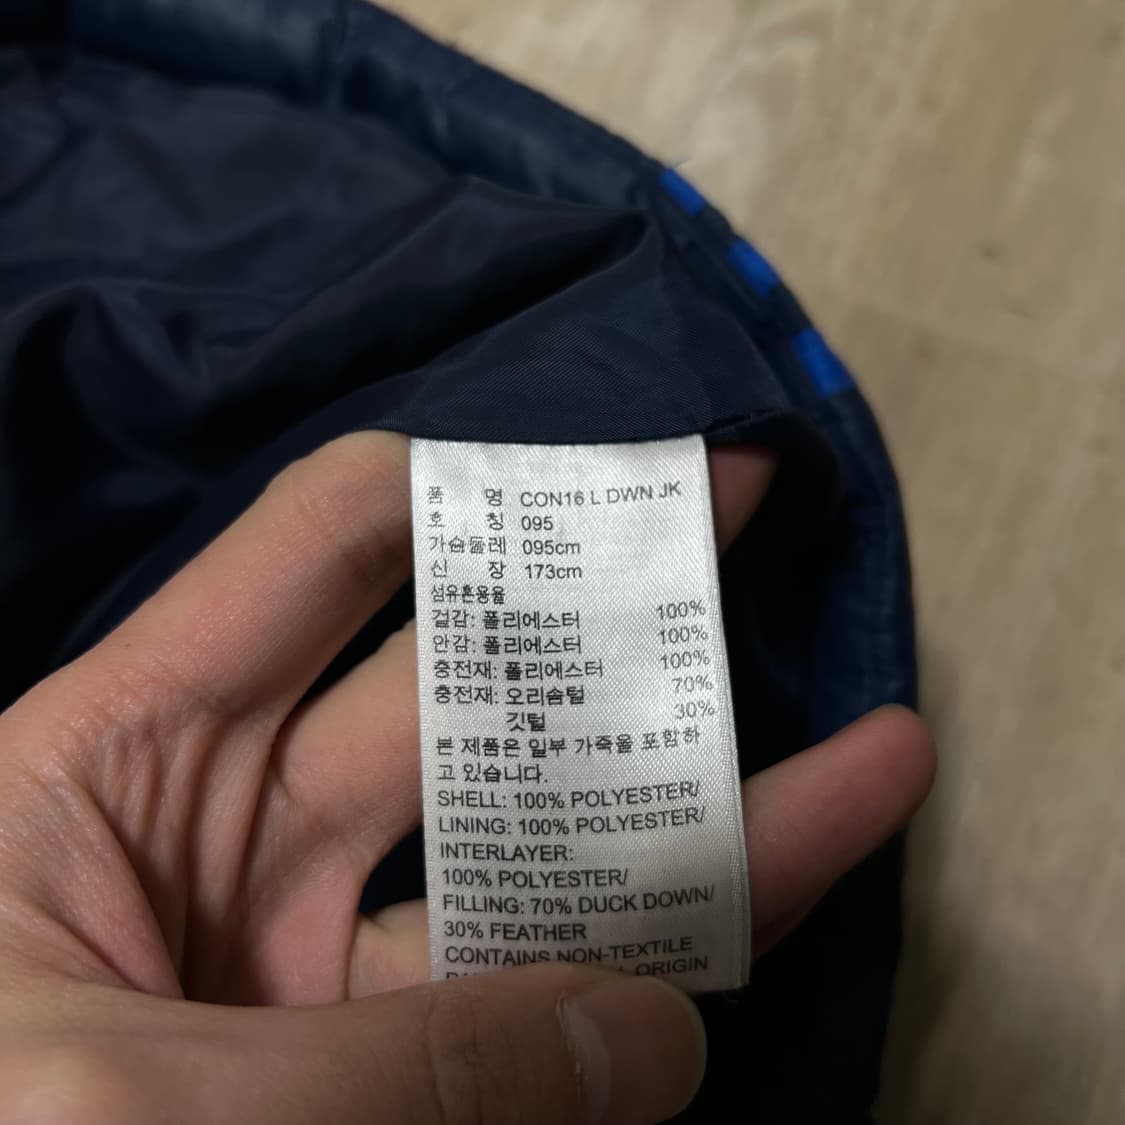 품 명 CON16 L DWN JK
호 칭 095
가슴둘레 095cm
신 장 173cm
섬유혼용율
겉감: 폴리에스터 100%
안감: 폴리에스터 100%
충전재: 폴리에스터 100%
충전재: 오리솜털 70%
깃털 30%
본 제품은 일부 가죽을 포함하
고 있습니다.
SHELL: 100% POLYESTER/
LINING: 100% POLYESTER/
INTERLAYER:
100% POLYESTER/
FILLING: 70% DUCK DOWN/
30% FEATHER
CONTAINS NON-TEXTILE
ORIGIN